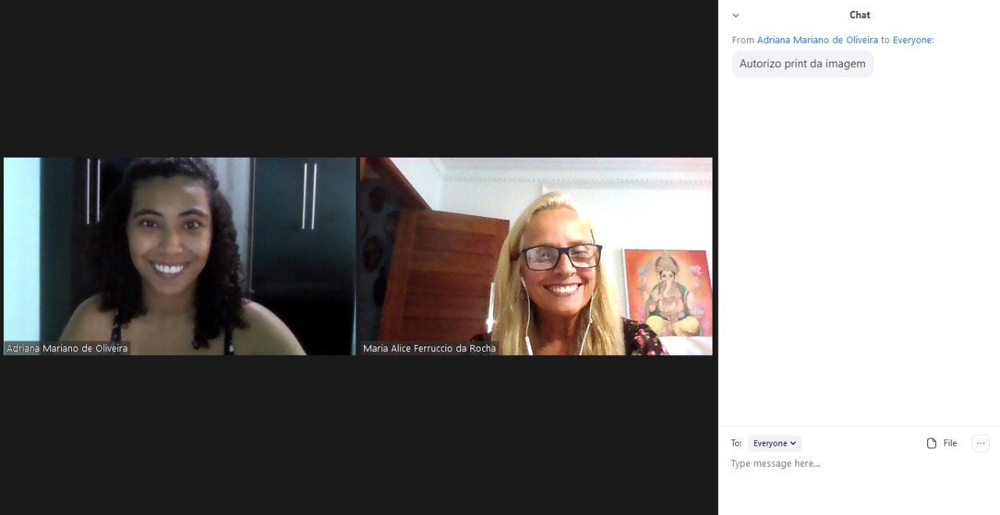 Chat
From Adriana Mariano de Oliveira to Everyone:
Autorizo print da imagem
Adriana Mariano de Oliveira
Maria Alice Ferruccio da Rocha
To: Everyone
File
Type message here...